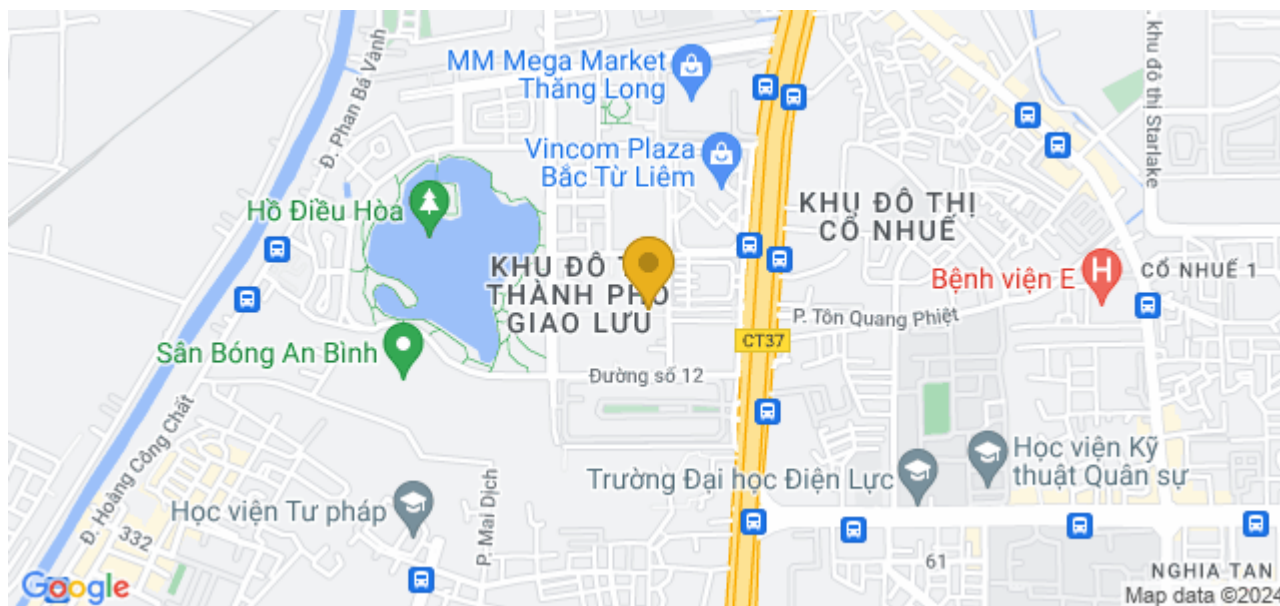 MM Mega Market
Thăng Long
Đ. Phan Bá Vành
khu đô thị Starlake
Vincom Plaza
Bắc Từ Liêm
Hồ Điều Hòa
KHU ĐÔ THỊ
CỔ NHUẾ
KHU ĐÔ T
THÀNH PHỐ
GIAO LƯU
Bệnh viện E
CỔ NHUẾ 1
P. Tôn Quang Phiệt
CT37
Sân Bóng An Bình
Đường số 12
Đ. Hoàng Công Chất
Học viện Kỹ
thuật Quân sự
Trường Đại học Điện Lực
Học viện Tư pháp
P. Mai Dịch
332
61
NGHIA TAN
Google
Map data ©2024